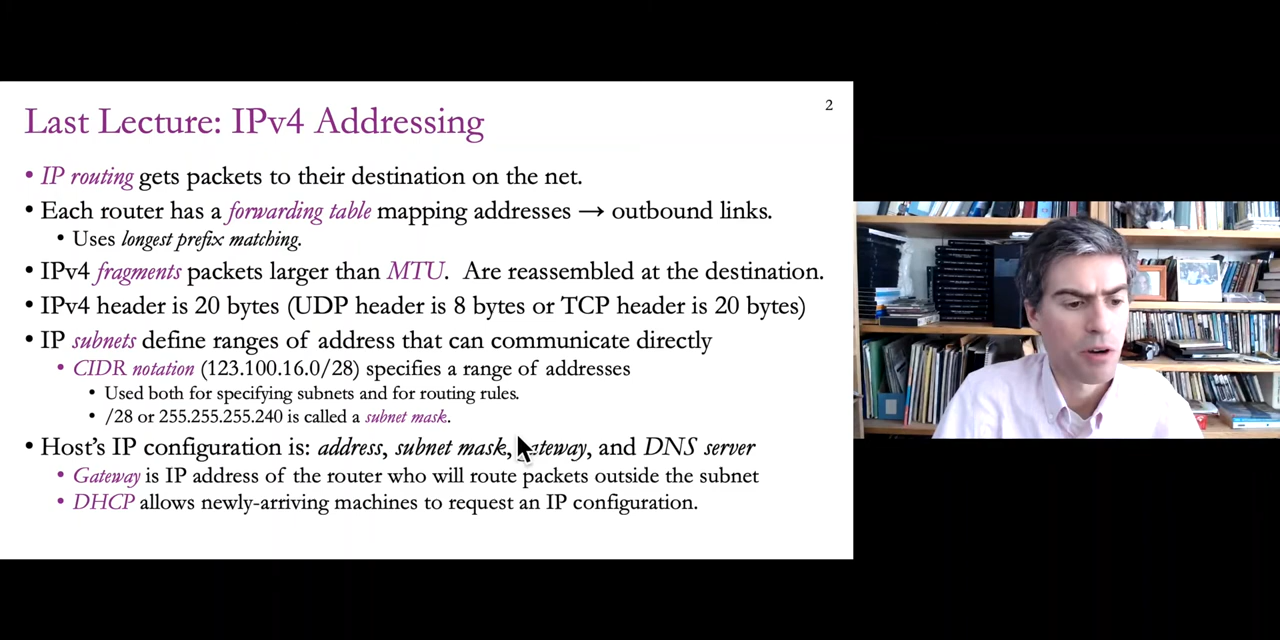 2
Last Lecture: IPv4 Addressing
• IP routing gets packets to their destination on the net.
• Each router has a forwarding table mapping addresses → outbound links.
• Uses longest prefix matching.
• IPv4 fragments packets larger than MTU. Are reassembled at the destination.
• IPv4 header is 20 bytes (UDP header is 8 bytes or TCP header is 20 bytes)
• IP subnets define ranges of address that can communicate directly
• CIDR notation (123.100.16.0/28) specifies a range of addresses
• Used both for specifying subnets and for routing rules.
• /28 or 255.255.255.240 is called a subnet mask.
• Host's IP configuration is: address, subnet mask, gateway, and DNS server
• Gateway is IP address of the router who will route packets outside the subnet
• DHCP allows newly-arriving machines to request an IP configuration.